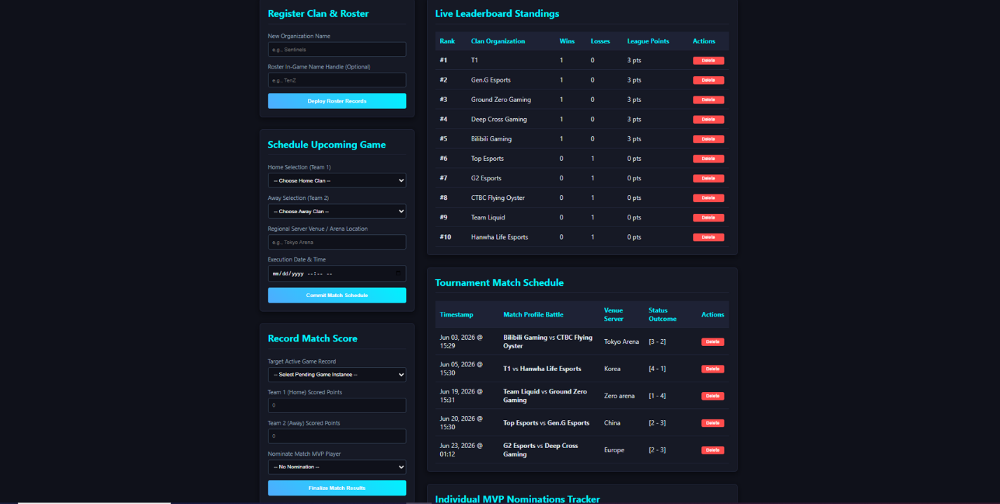 Register Clan & Roster
New Organization Name
e.g., Sentinels
Roster In-Game Name Handle (Optional)
e.g., TenZ
Deploy Roster Records
Schedule Upcoming Game
Home Selection (Team 1)
-- Choose Home Clan --
Away Selection (Team 2)
-- Choose Away Clan --
Regional Server Venue / Arena Location
e.g., Tokyo Arena
Execution Date & Time
mm/dd/yyyy --:-- --
Commit Match Schedule
Record Match Score
Target Active Game Record
-- Select Pending Game Instance --
Team 1 (Home) Scored Points
0
Team 2 (Away) Scored Points
0
Nominate Match MVP Player
-- No Nomination --
Finalize Match Results
Live Leaderboard Standings
Rank Clan Organization Wins Losses League Points Actions
#1 T1 1 0 3 pts Delete
#2 Gen.G Esports 1 0 3 pts Delete
#3 Ground Zero Gaming 1 0 3 pts Delete
#4 Deep Cross Gaming 1 0 3 pts Delete
#5 Bilibili Gaming 1 0 3 pts Delete
#6 Top Esports 0 1 0 pts Delete
#7 G2 Esports 0 1 0 pts Delete
#8 CTBC Flying Oyster 0 1 0 pts Delete
#9 Team Liquid 0 1 0 pts Delete
#10 Hanwha Life Esports 0 1 0 pts Delete
Tournament Match Schedule
Timestamp Match Profile Battle Venue Server Status Outcome Actions
Jun 03, 2026 @ 15:29 Bilibili Gaming vs CTBC Flying Oyster Tokyo Arena [3 - 2] Delete
Jun 05, 2026 @ 15:30 T1 vs Hanwha Life Esports Korea [4 - 1] Delete
Jun 19, 2026 @ 15:31 Team Liquid vs Ground Zero Gaming Zero arena [1 - 4] Delete
Jun 20, 2026 @ 15:30 Top Esports vs Gen.G Esports China [2 - 3] Delete
Jun 23, 2026 @ 01:12 G2 Esports vs Deep Cross Gaming Europe [2 - 3] Delete
Individual MVP Nominations Tracker